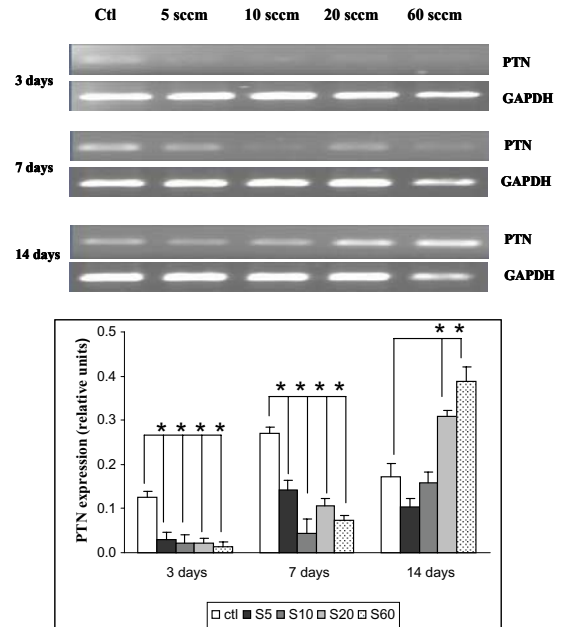 Ctl 5 sccm 10 sccm 20 sccm 60 sccm
3 days
PTN
GAPDH
7 days
PTN
GAPDH
14 days
PTN
GAPDH
PTN expression (relative units)
0.5
0.4
0.3
0.2
0.1
0.0
* * * *
* * * *
* *
3 days 7 days 14 days
ctl S5 S10 S20 S60